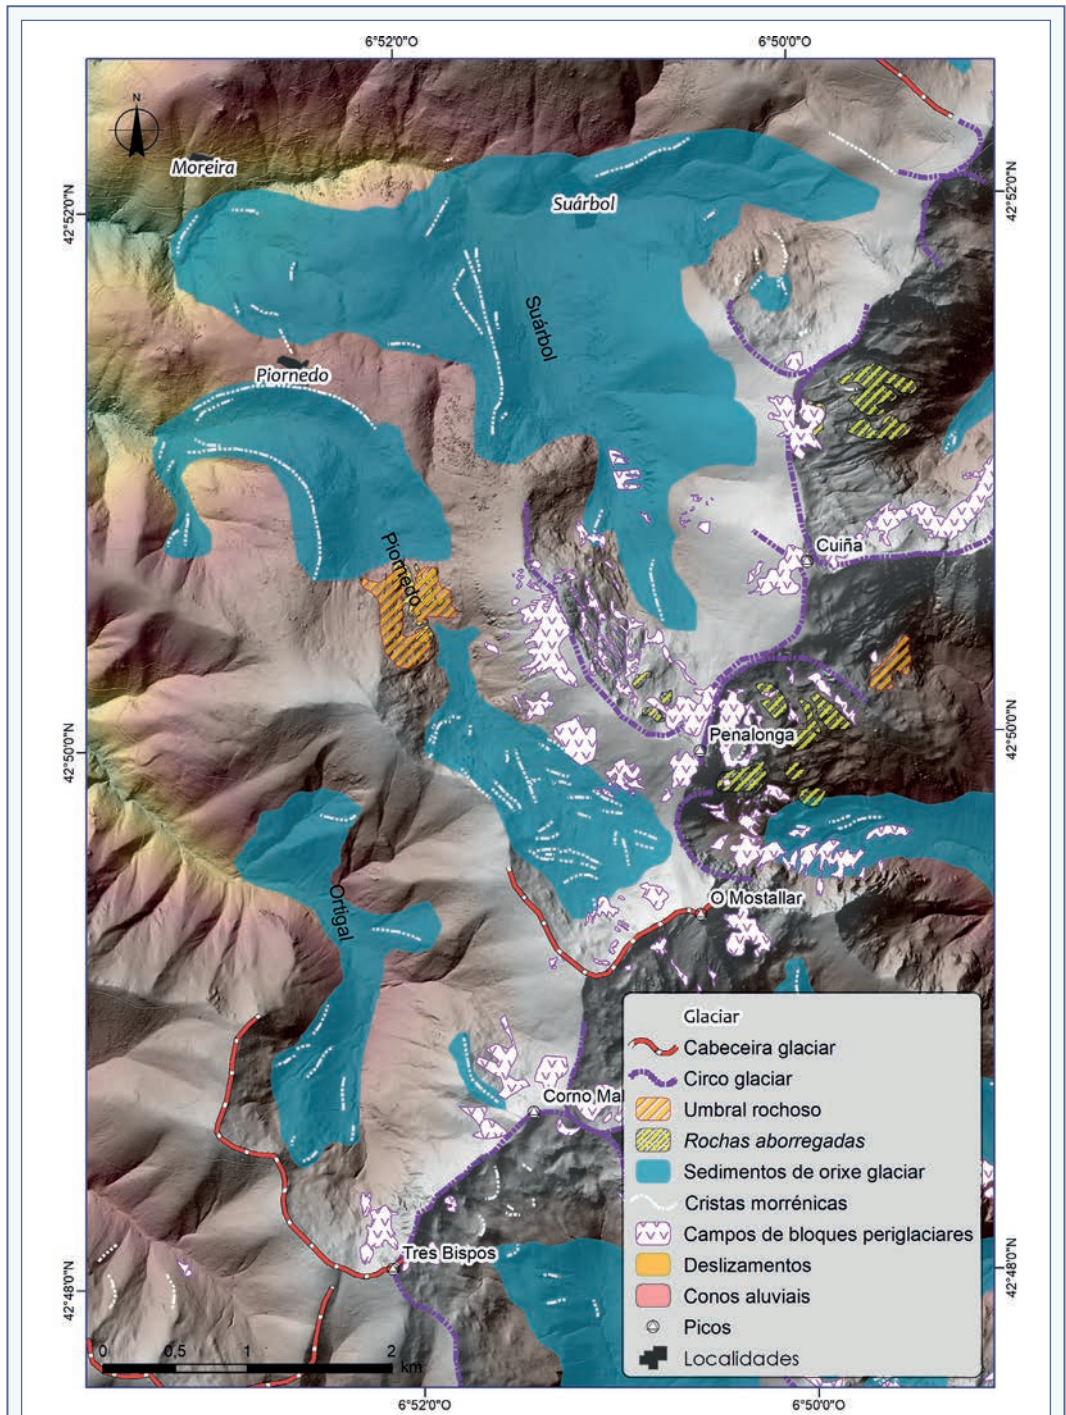 6°52'0"O
6°50'0"O
N
Moreira
42°52'0"N
42°52'0"N
Suárbol
Suárbol
Piornedo
Piornedo
Cuiña
42°50'0"N
42°50'0"N
Penalonga
Ortigal
O Mostallar
Corno Mal
Tres Bispos
42°48'0"N
42°48'0"N
Glaciar
Cabeceira glaciar
Circo glaciar
Umbral rochoso
Rochas aborregadas
Sedimentos de orixe glaciar
Cristas morrénicas
Campos de bloques periglaciares
Deslizamentos
Conos aluviais
Picos
Localidades
0 0,5 1 2
km
6°52'0"O
6°50'0"O